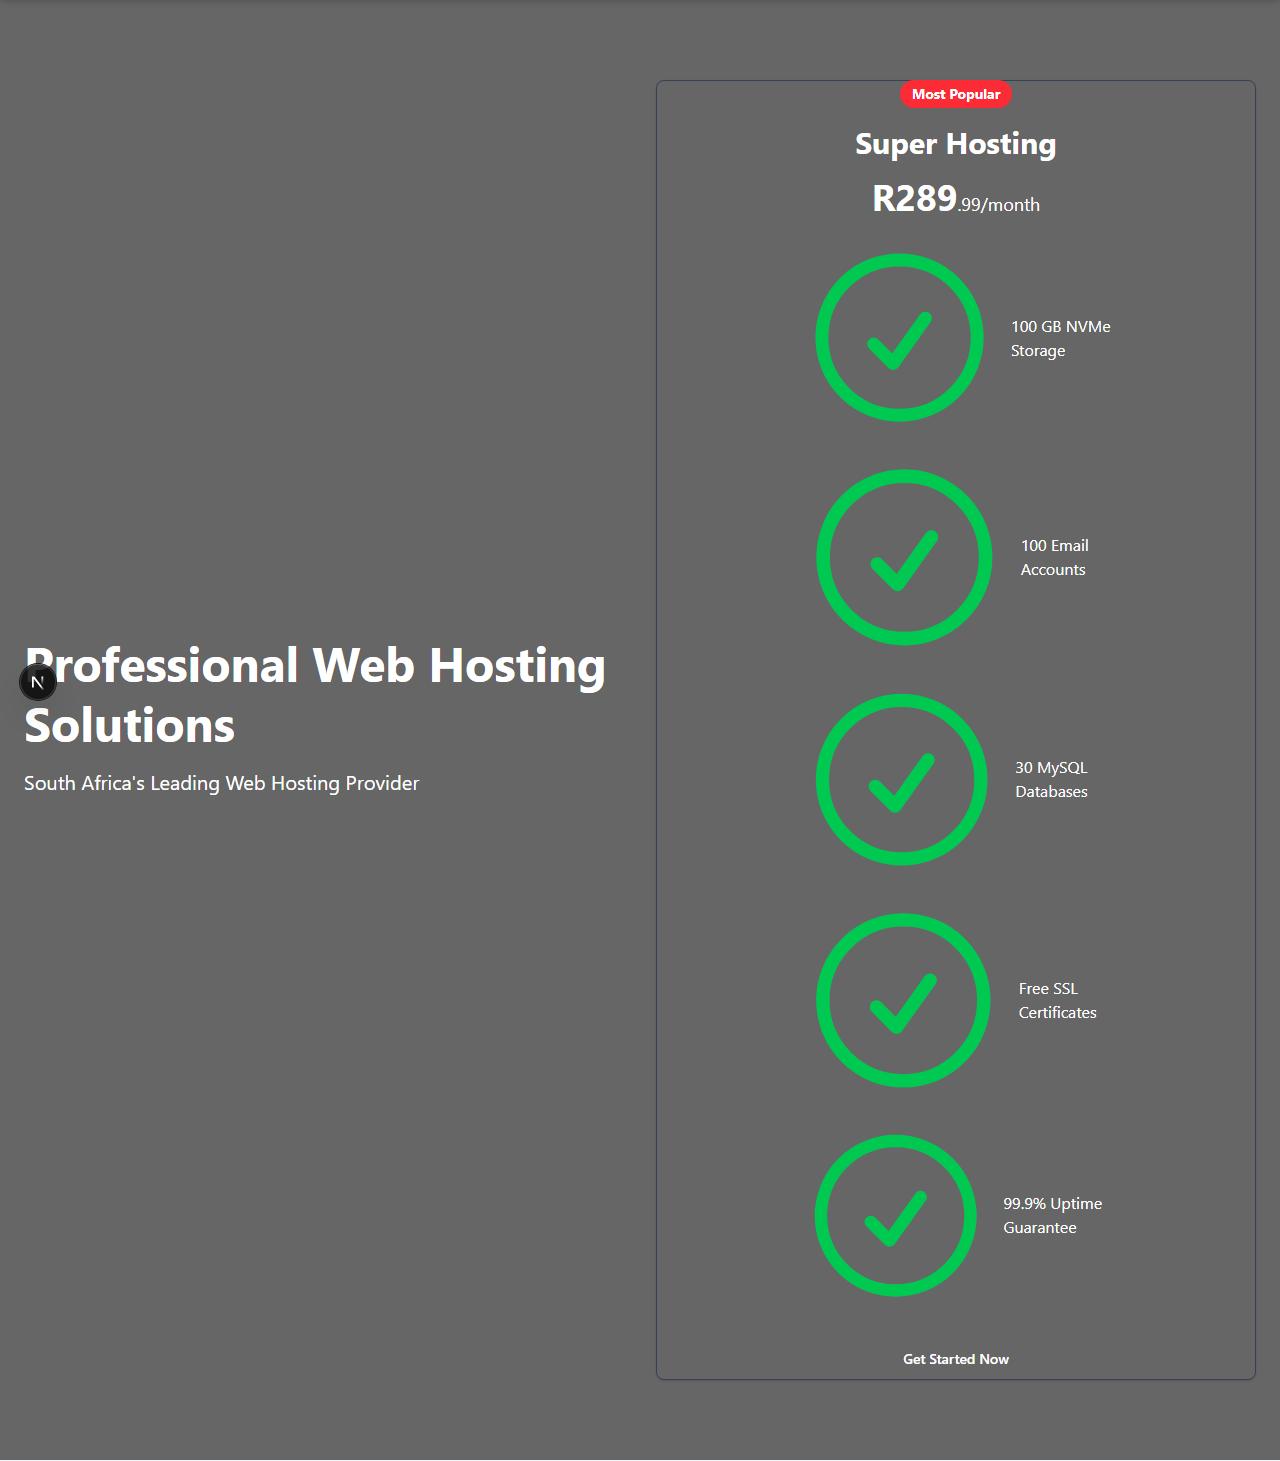 Professional Web Hosting
Solutions
South Africa's Leading Web Hosting Provider
N
Most Popular
Super Hosting
R289.99/month
100 GB NVMe
Storage
100 Email
Accounts
30 MySQL
Databases
Free SSL
Certificates
99.9% Uptime
Guarantee
Get Started Now